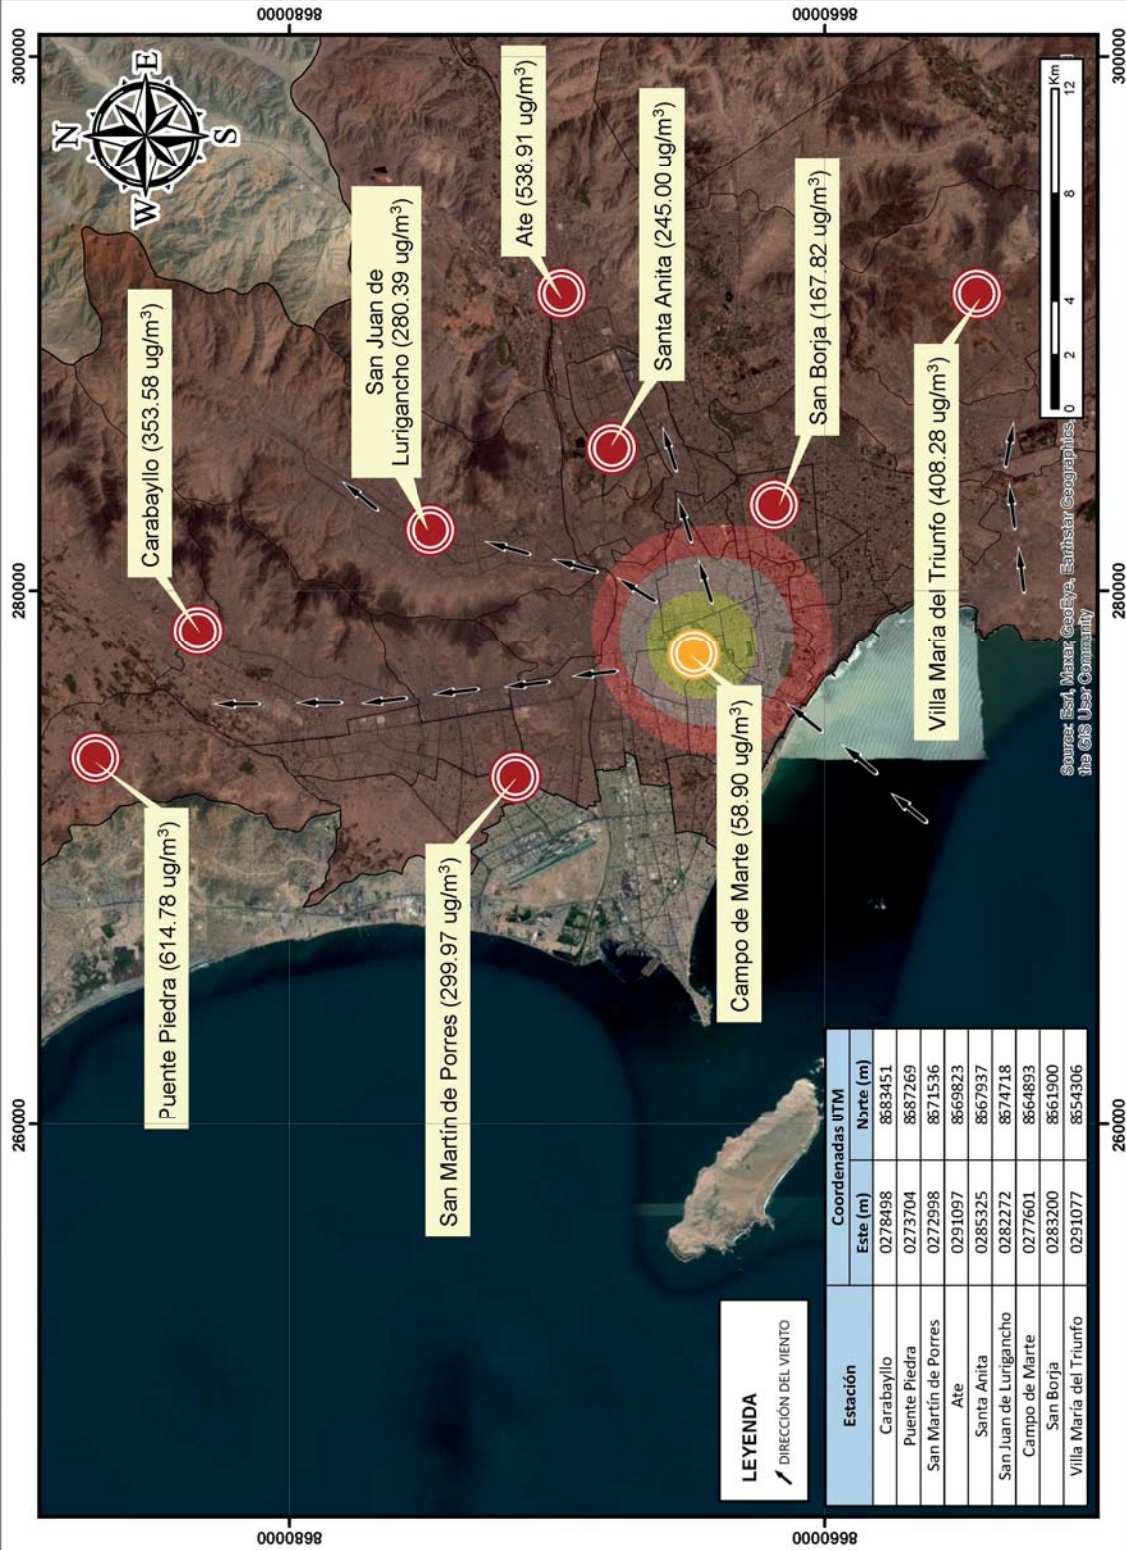 300000
280000
260000
8680000
8660000
8680000
8660000
N
W
E
S
Carabayllo (353.58 ug/m³)
San Juan de
Lurigancho (280.39 ug/m³)
Ate (538.91 ug/m³)
Santa Anita (245.00 ug/m³)
San Borja (167.82 ug/m³)
Puente Piedra (614.78 ug/m³)
San Martín de Porres (299.97 ug/m³)
Campo de Marte (58.90 ug/m³)
Villa Maria del Triunfo (408.28 ug/m³)
0 2 4 8 12
Km
Source: Esri, Maxar, GeoEye, Earthstar Geographics,
the GIS User Community
LEYENDA
DIRECCIÓN DEL VIENTO
Estación Coordenadas UTM
Este (m) Norte (m)
Carabayllo 0278498 8683451
Puente Piedra 0273704 8687269
San Martín de Porres 0272998 8671536
Ate 0291097 8669823
Santa Anita 0285325 8667937
San Juan de Lurigancho 0282272 8674718
Campo de Marte 0277601 8664893
San Borja 0283200 8661900
Villa María del Triunfo 0291077 8654306
260000
280000
300000